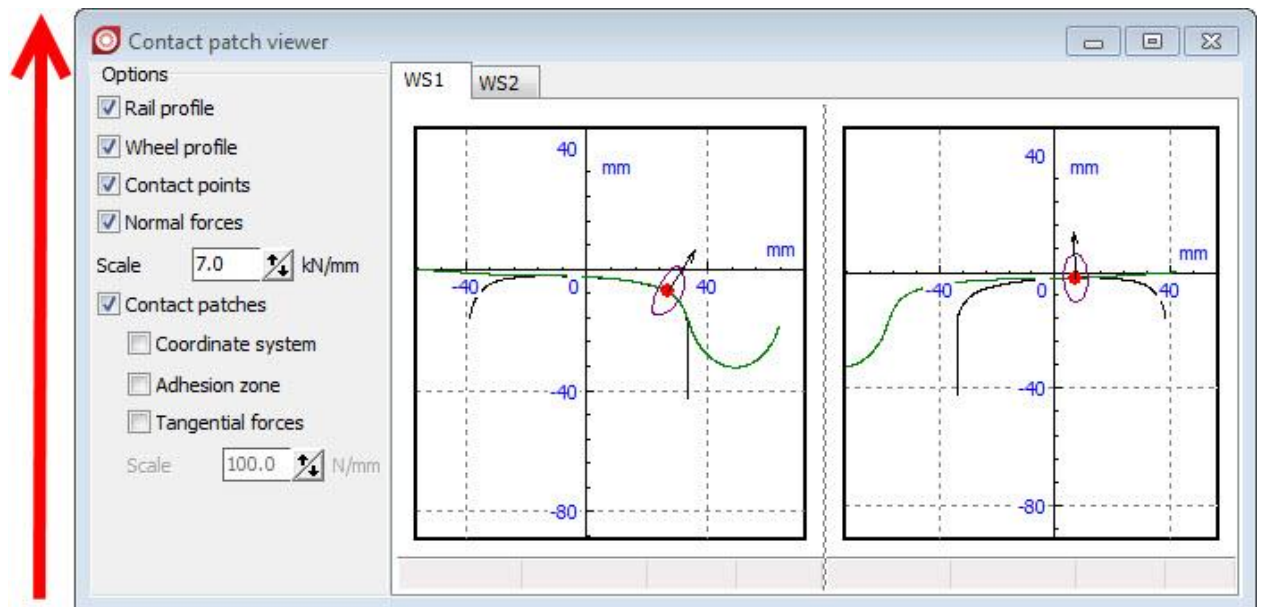 Contact patch viewer
Options
Rail profile
Wheel profile
Contact points
Normal forces
Scale 7.0 kN/mm
Contact patches
Coordinate system
Adhesion zone
Tangential forces
Scale 100.0 N/mm
WS1 WS2
40
mm
mm
-40 0 40
-40
-80
40
mm
mm
-40 0 40
-40
-80